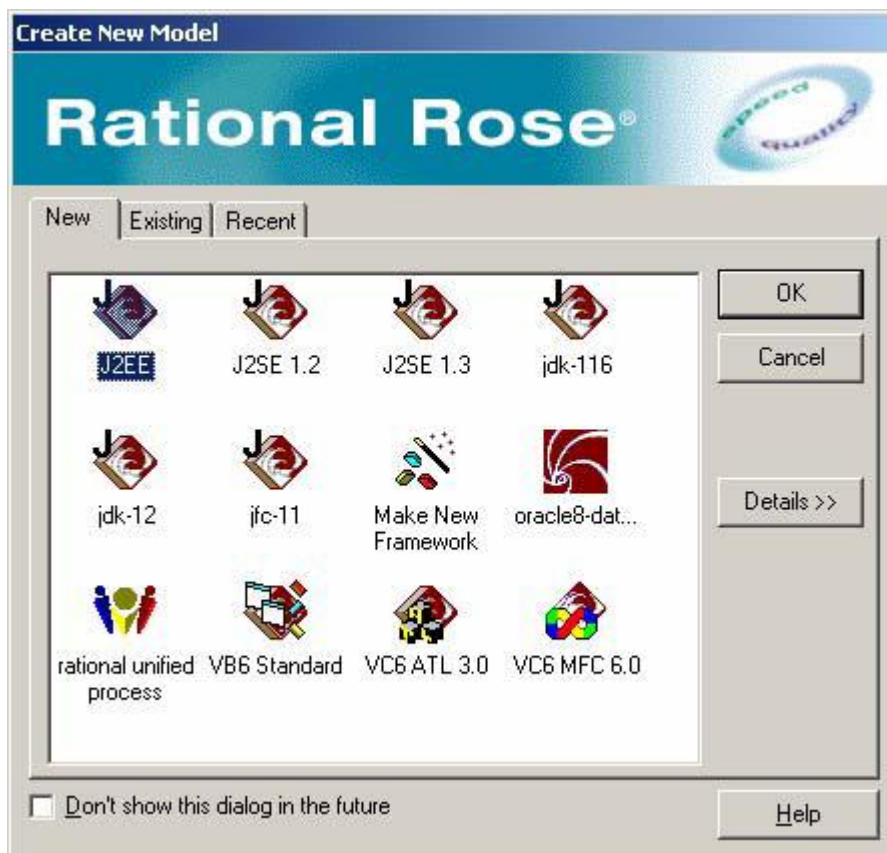 Create New Model
Rational Rose®
speed
quality
New Existing Recent
OK
Cancel
Details >>
J2EE J2SE 1.2 J2SE 1.3 jdk-116
jdk-12 jfc-11 Make New Framework oracle8-dat...
rational unified process VB6 Standard VC6 ATL 3.0 VC6 MFC 6.0
Don't show this dialog in the future
Help